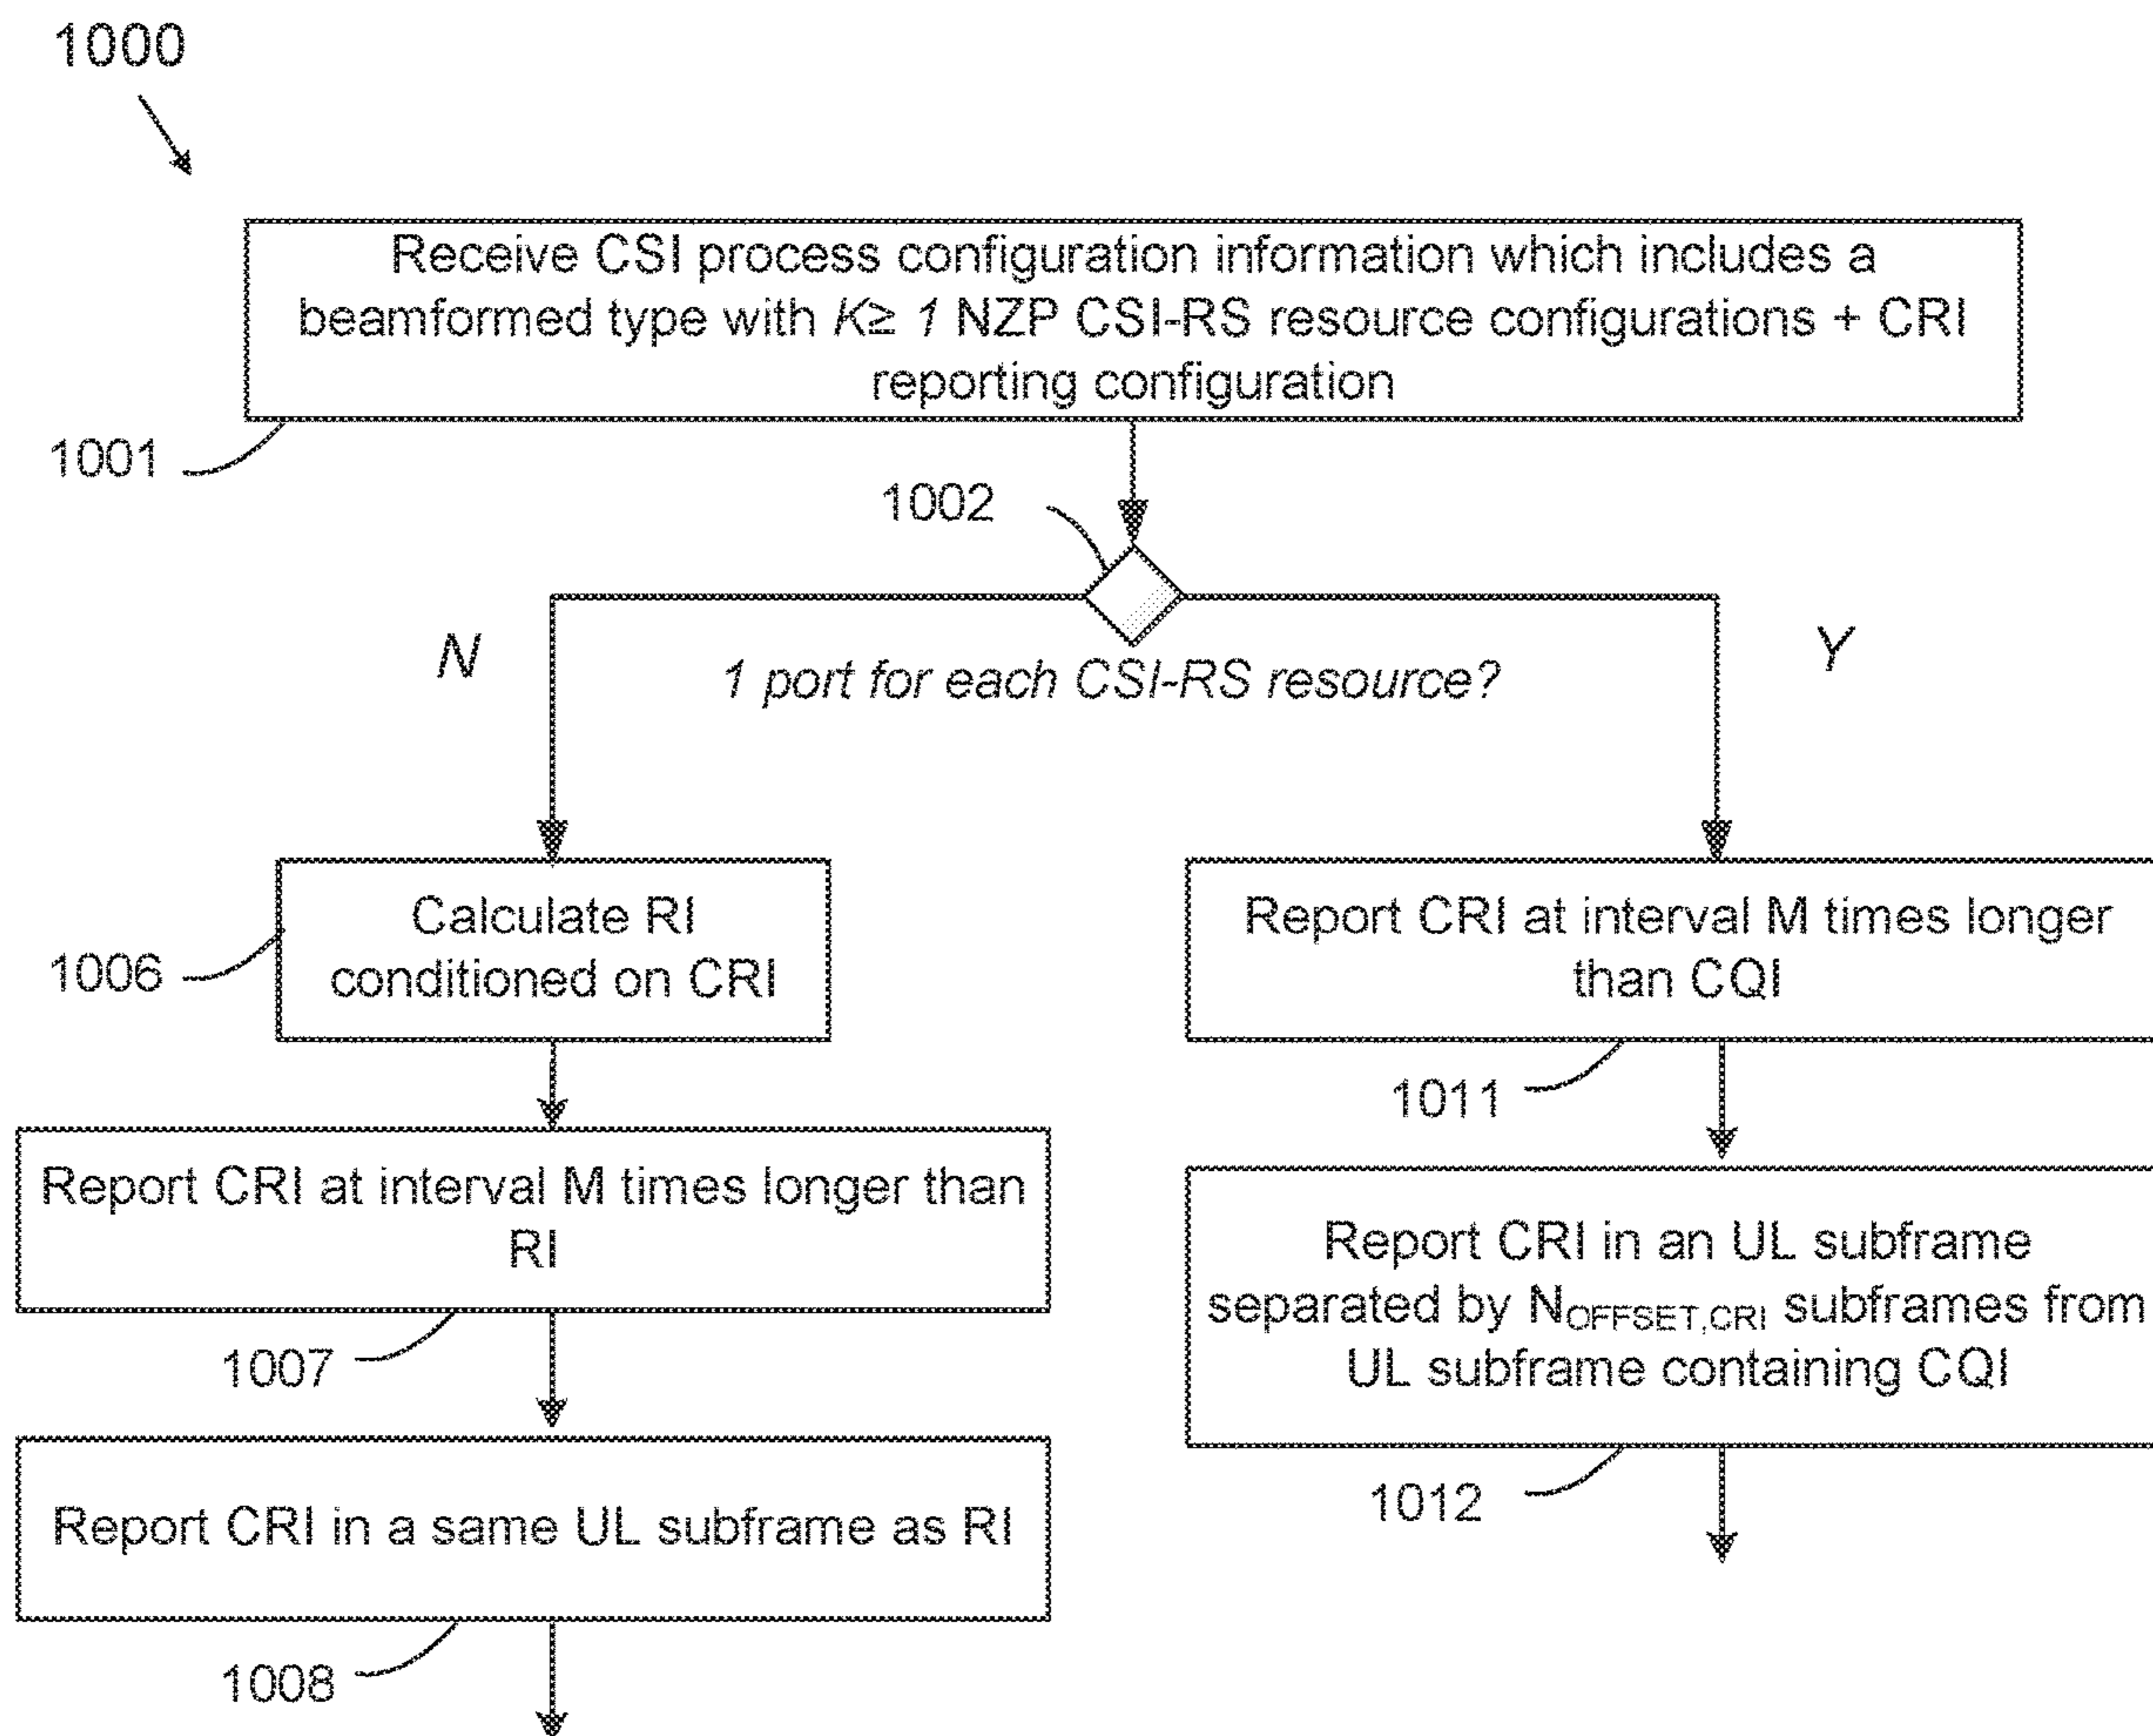 1000
Receive CSI process configuration information which includes a
beamformed type with K≥ 1 NZP CSI-RS resource configurations + CRI
reporting configuration
1001
1002
N
Y
1 port for each CSI-RS resource?
Calculate RI
conditioned on CRI
1006
Report CRI at interval M times longer than
RI
1007
Report CRI in a same UL subframe as RI
1008
Report CRI at interval M times longer
than CQI
1011
Report CRI in an UL subframe
separated by NOFFSET,CRI subframes from
UL subframe containing CQI
1012